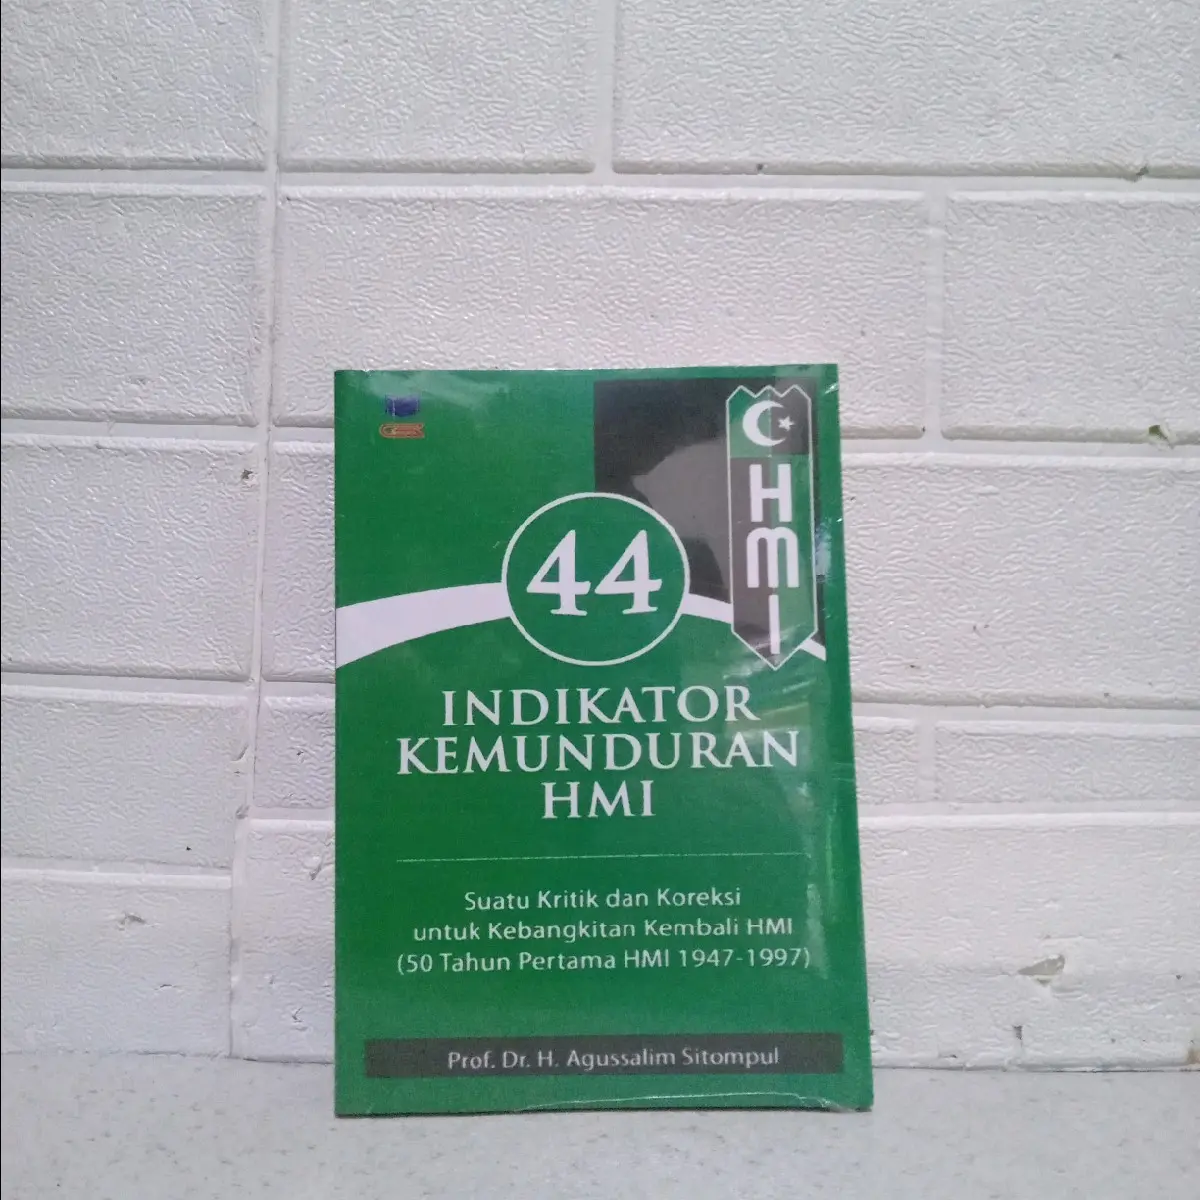 HMI
44
INDIKATOR
KEMUNDURAN
HMI
Suatu Kritik dan Koreksi
untuk Kebangkitan Kembali HMI
(50 Tahun Pertama HMI 1947-1997)
Prof. Dr. H. Agussalim Sitompul